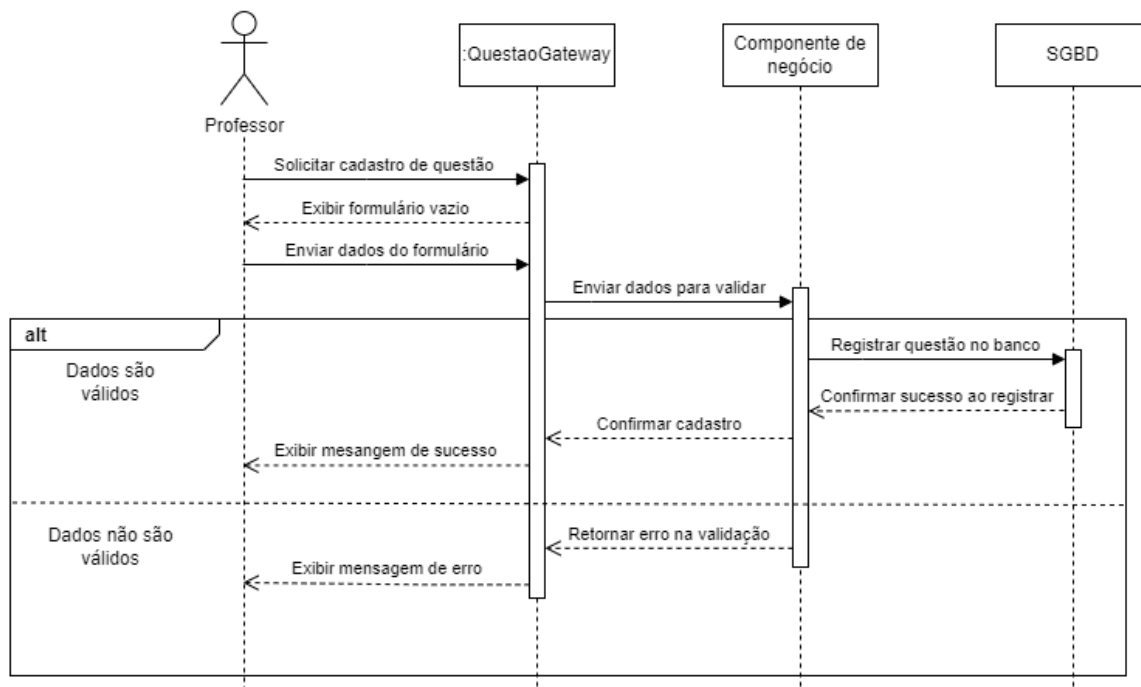 :QuestaoGateway
Componente de
negócio
SGBD
Professor
Solicitar cadastro de questão
Exibir formulário vazio
Enviar dados do formulário
Enviar dados para validar
alt
Dados são
válidos
Registrar questão no banco
Confirmar sucesso ao registrar
Confirmar cadastro
Exibir mesangem de sucesso
Dados não são
válidos
Retornar erro na validação
Exibir mensagem de erro